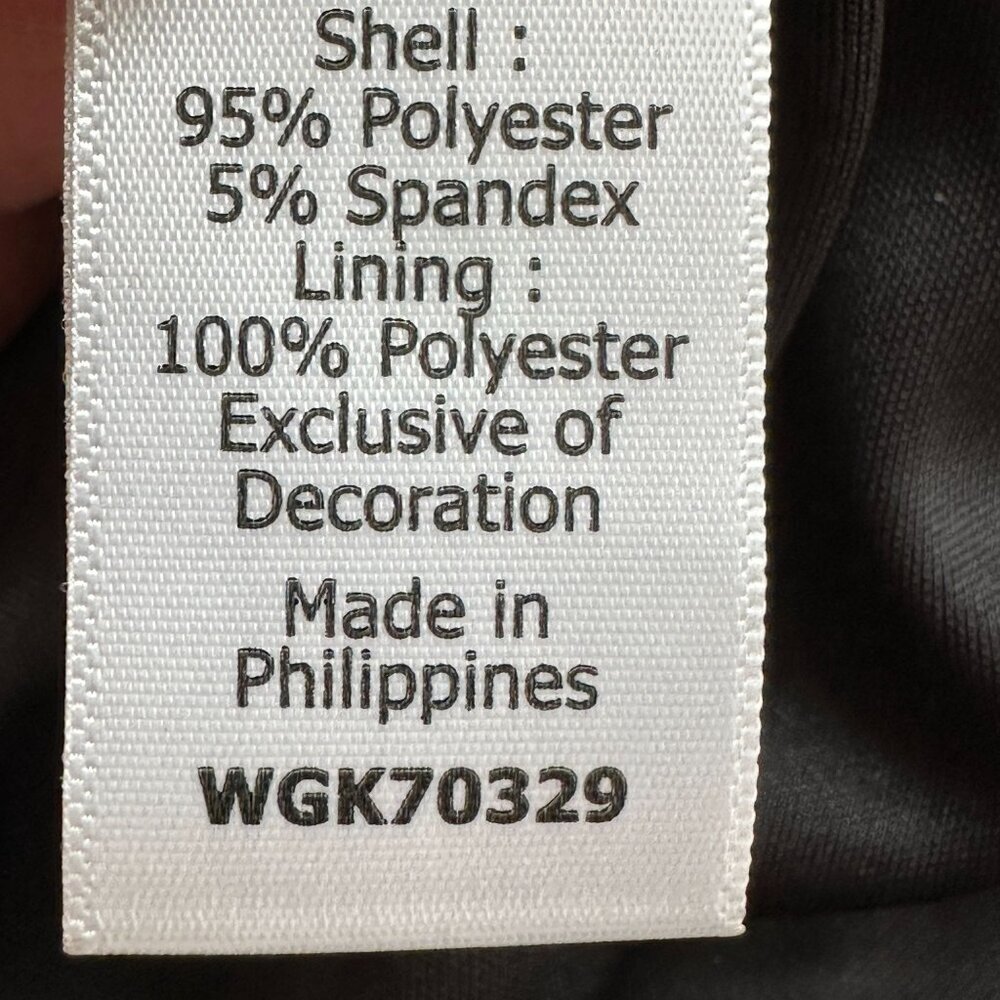 Shell :
95% Polyester
5% Spandex
Lining :
100% Polyester
Exclusive of
Decoration
Made in
Philippines
WGK70329